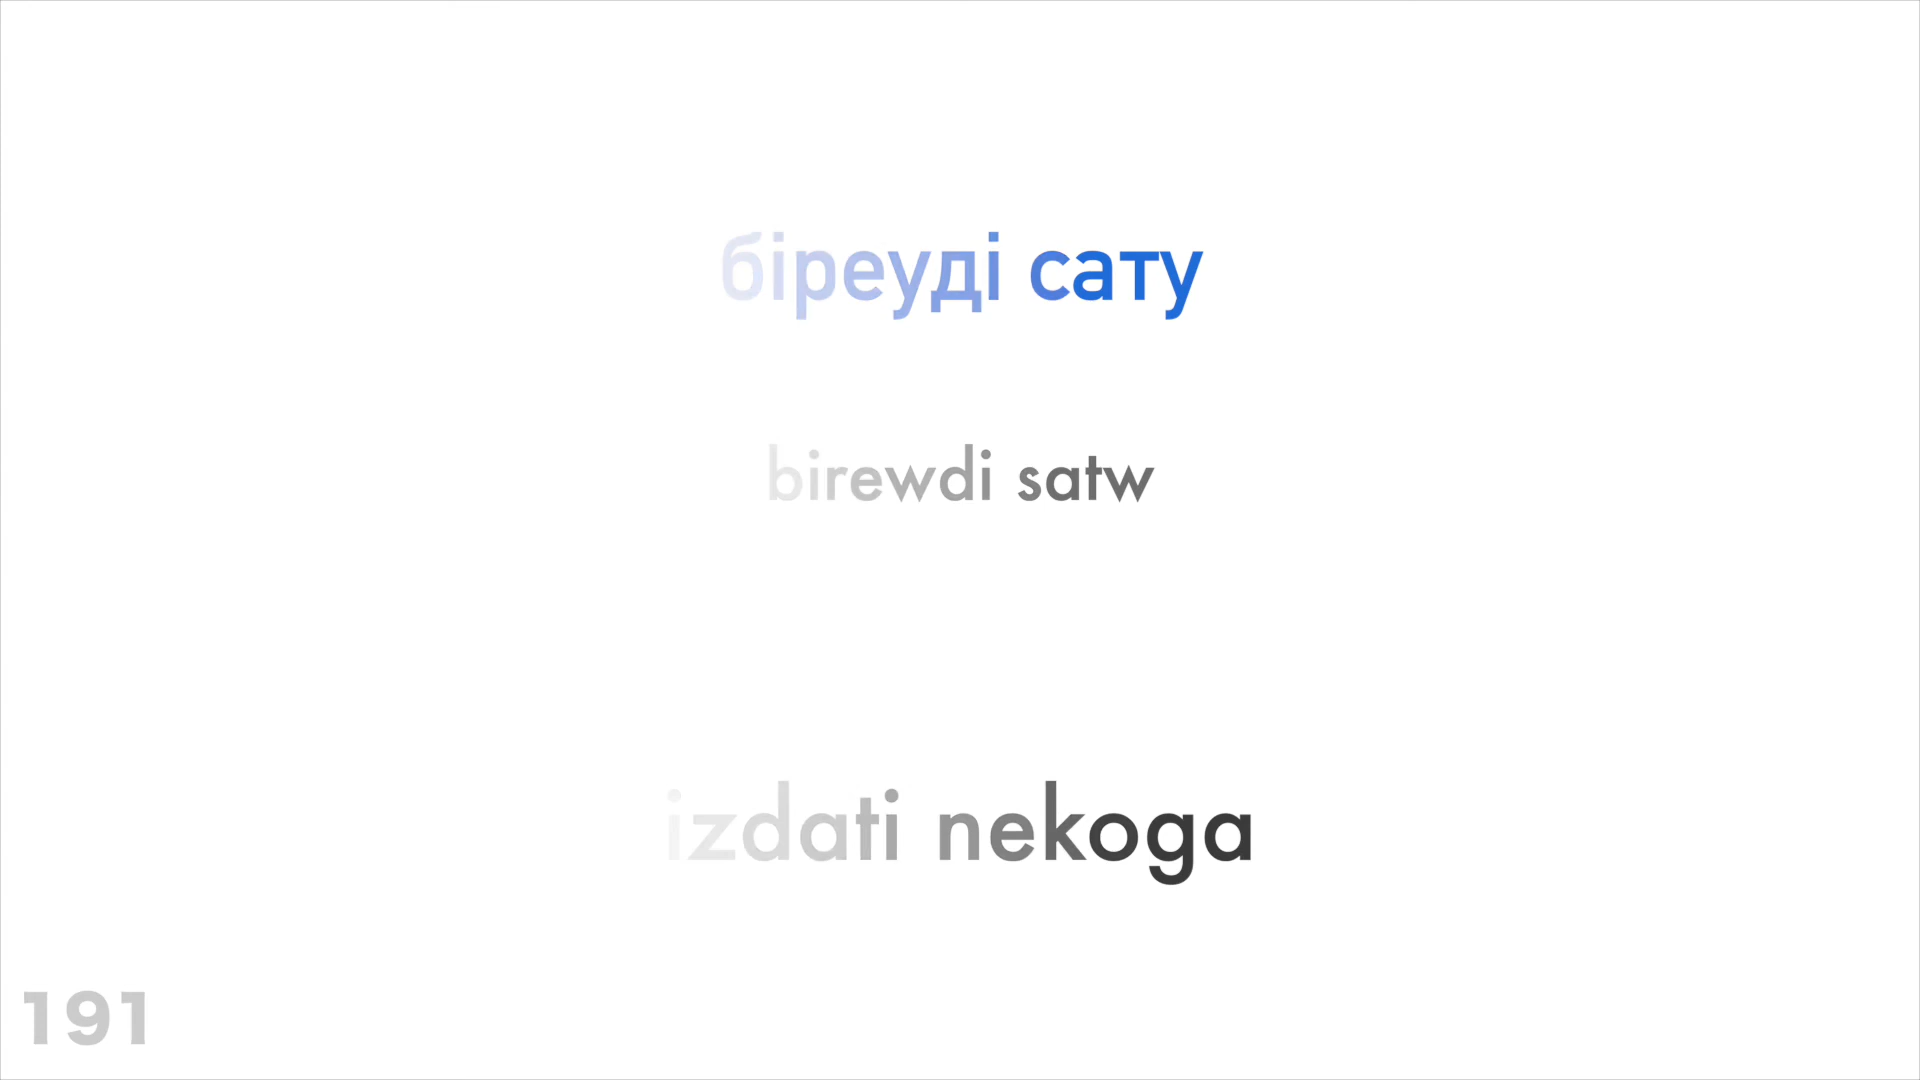 біреуді сату
birewdi satw
izdati nekoga
191